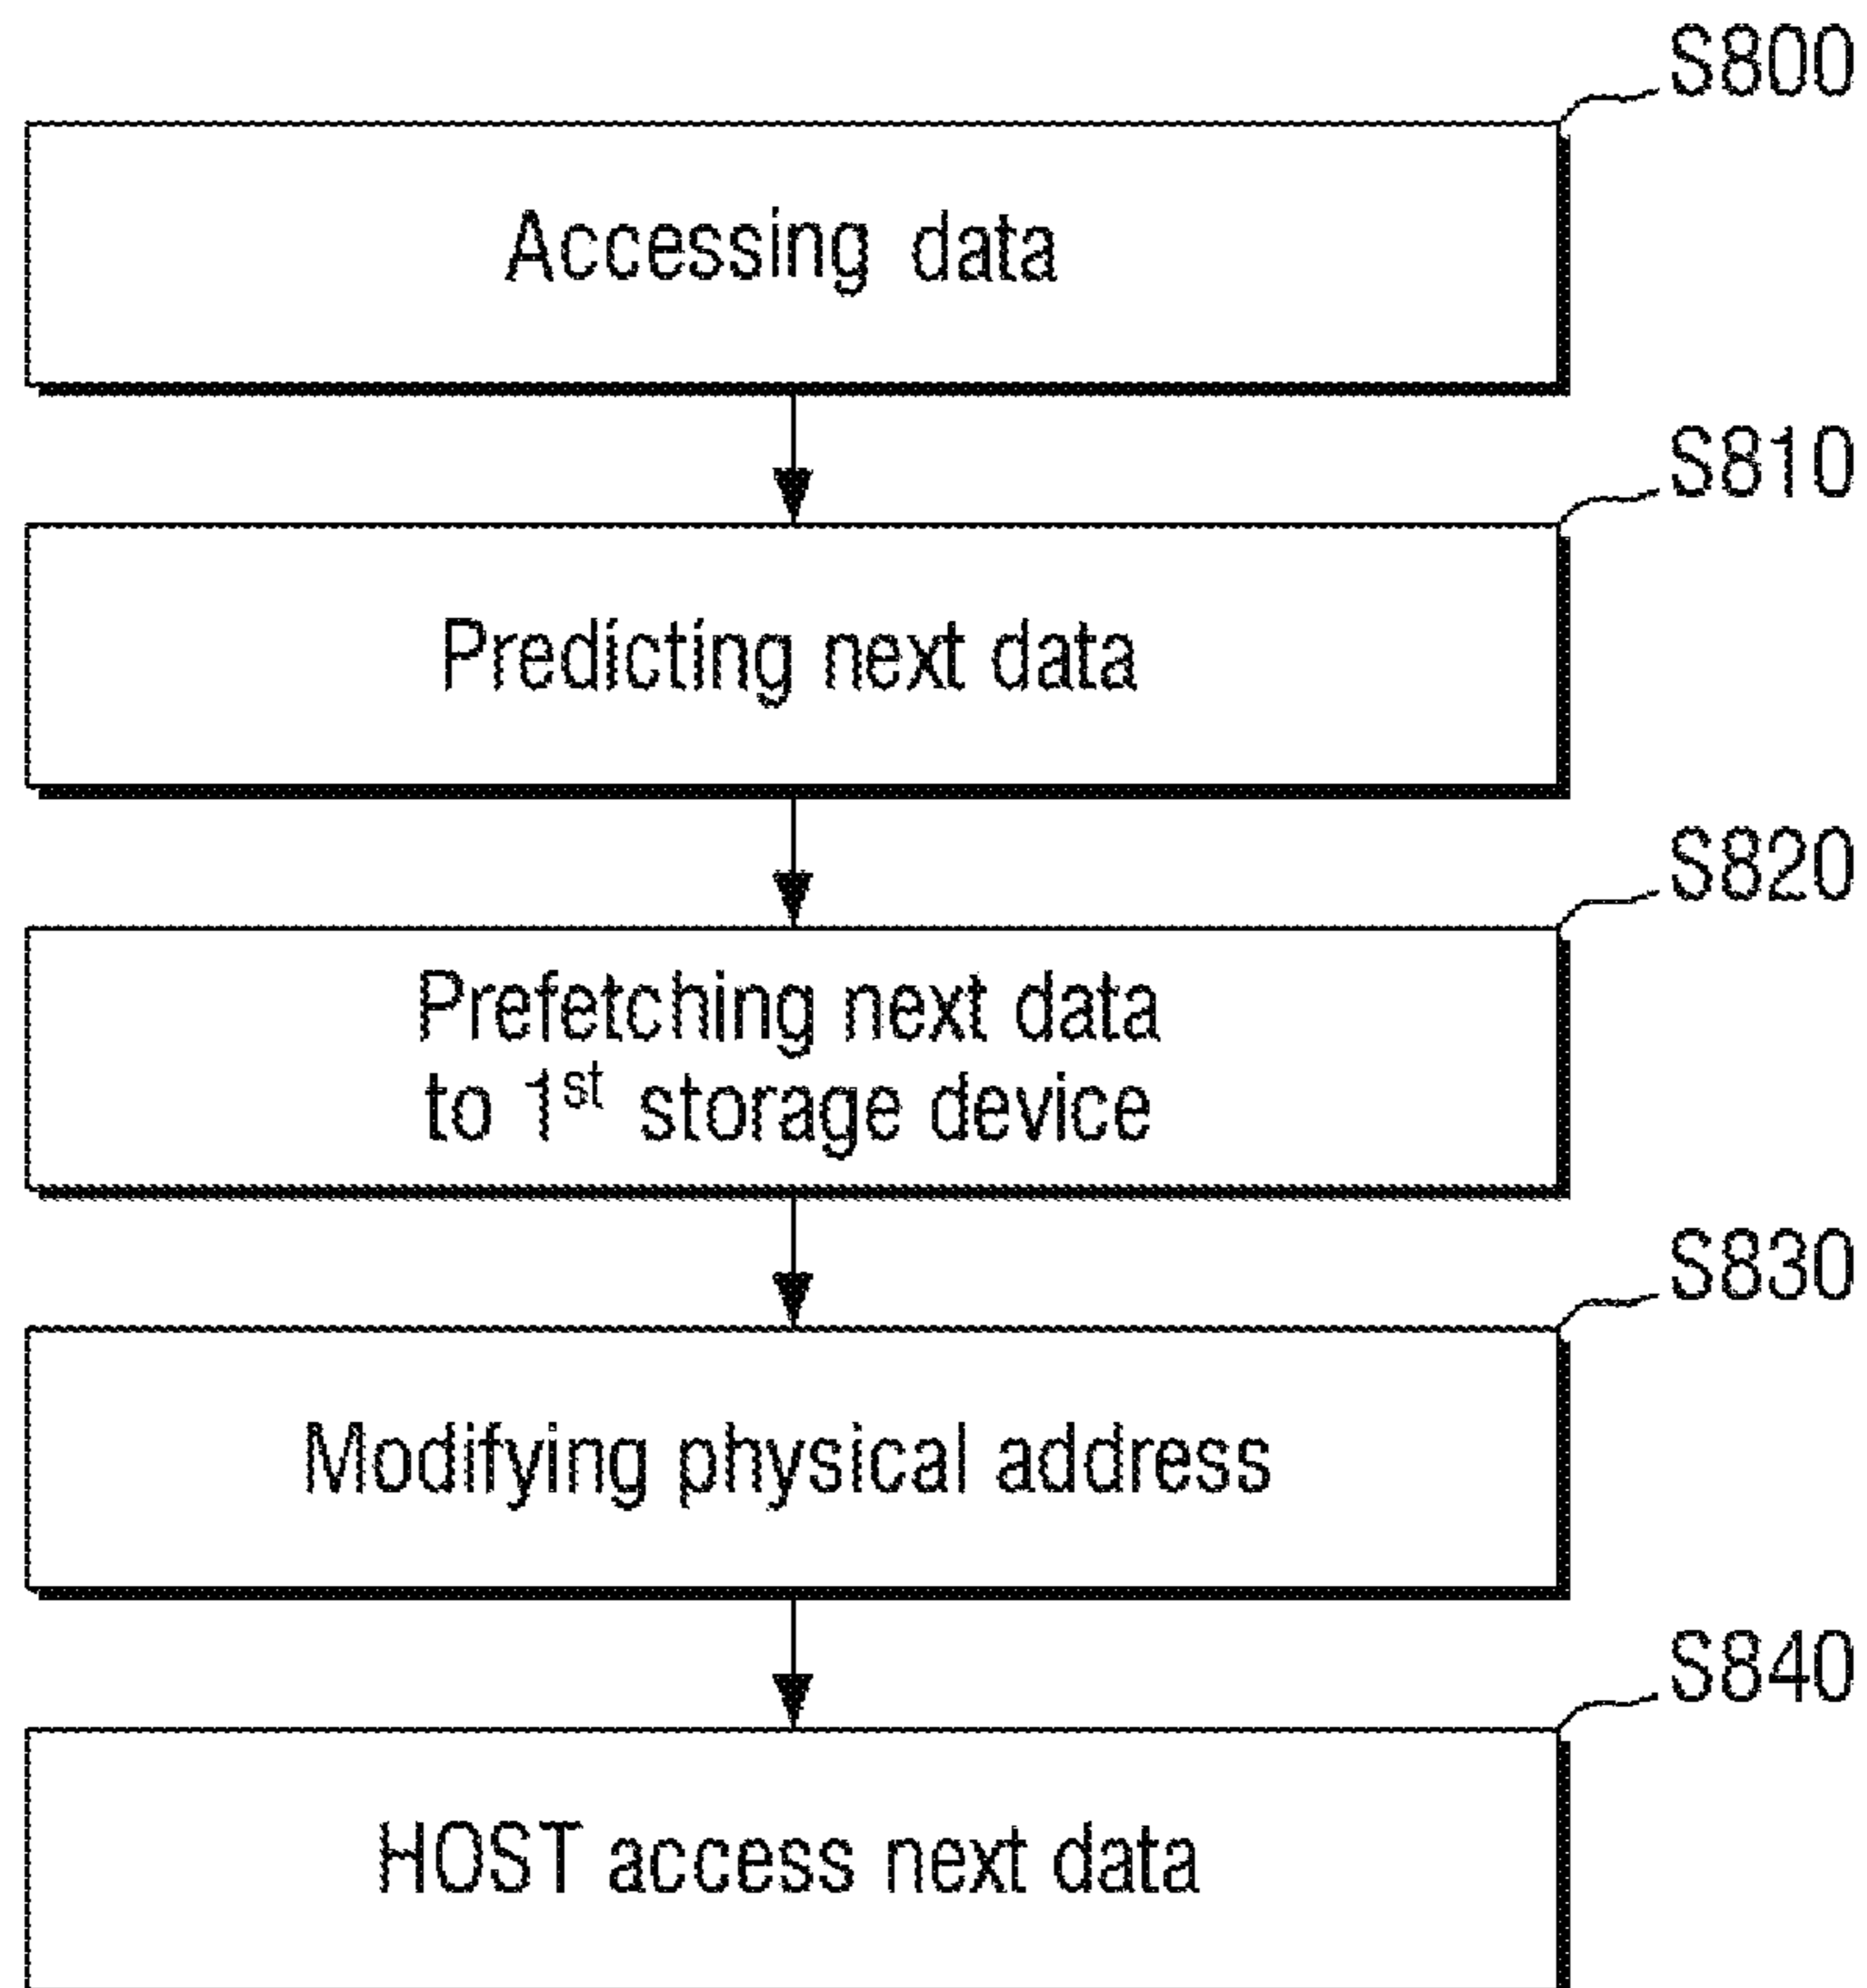 S800
Accessing data
S810
Predicting next data
S820
Prefetching next data
to 1st storage device
S830
Modifying physical address
S840
HOST access next data